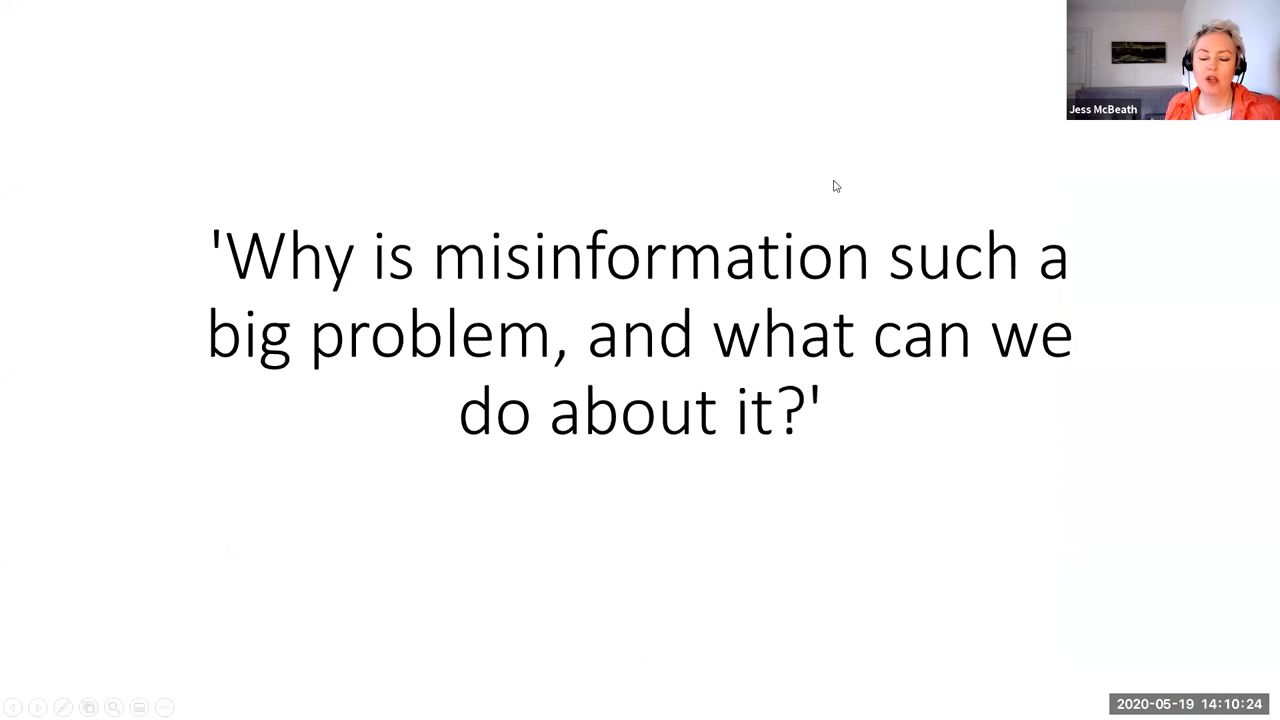 Jess McBeath
'Why is misinformation such a
big problem, and what can we
do about it?'
2020-05-19 14:10:24